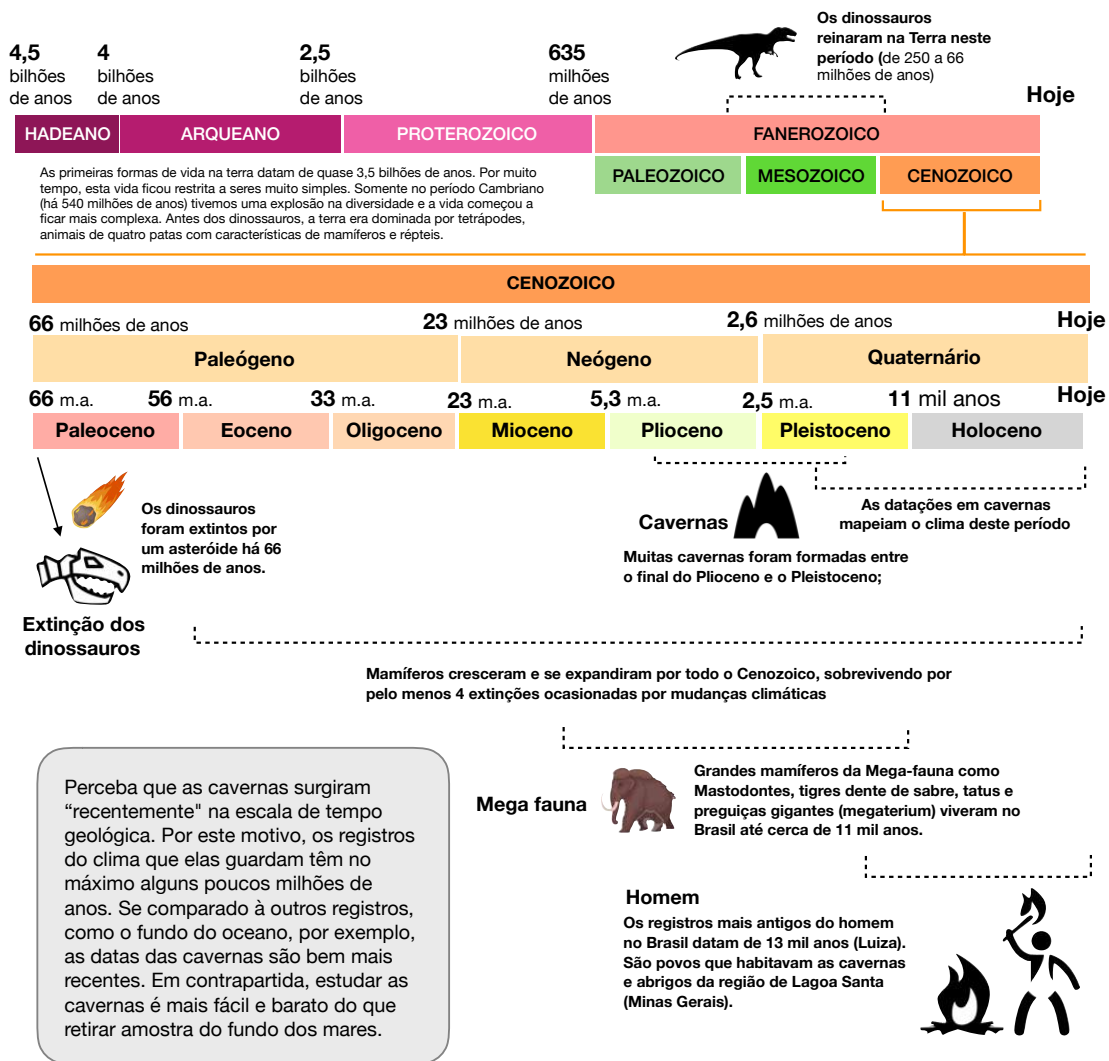 Os dinossauros
reinaram na Terra neste
período (de 250 a 66
milhões de anos)
4,5
bilhões
de anos
4
bilhões
de anos
2,5
bilhões
de anos
635
milhões
de anos
Hoje
HADEANO
ARQUEANO
PROTEROZOICO
FANEROZOICO
PALEOZOICO
MESOZOICO
CENOZOICO
As primeiras formas de vida na terra datam de quase 3,5 bilhões de anos. Por muito
tempo, esta vida ficou restrita a seres muito simples. Somente no período Cambriano
(há 540 milhões de anos) tivemos uma explosão na diversidade e a vida começou a
ficar mais complexa. Antes dos dinossauros, a terra era dominada por tetrápodes,
animais de quatro patas com características de mamíferos e répteis.
CENOZOICO
66 milhões de anos
23 milhões de anos
2,6 milhões de anos
Hoje
Paleógeno
Neógeno
Quaternário
66 m.a.
56 m.a.
33 m.a.
23 m.a.
5,3 m.a.
2,5 m.a.
11 mil anos
Hoje
Paleoceno
Eoceno
Oligoceno
Mioceno
Plioceno
Pleistoceno
Holoceno
Os dinossauros
foram extintos por
um asteróide há 66
milhões de anos.
Extinção dos
dinossauros
Cavernas
Muitas cavernas foram formadas entre
o final do Plioceno e o Pleistoceno;
As datações em cavernas
mapeiam o clima deste período
Mamíferos cresceram e se expandiram por todo o Cenozoico, sobrevivendo por
pelo menos 4 extinções ocasionadas por mudanças climáticas
Mega fauna
Grandes mamíferos da Mega-fauna como
Mastodontes, tigres dente de sabre, tatus e
preguiças gigantes (megaterium) viveram no
Brasil até cerca de 11 mil anos.
Perceba que as cavernas surgiram
“recentemente" na escala de tempo
geológica. Por este motivo, os registros
do clima que elas guardam têm no
máximo alguns poucos milhões de
anos. Se comparado à outros registros,
como o fundo do oceano, por exemplo,
as datas das cavernas são bem mais
recentes. Em contrapartida, estudar as
cavernas é mais fácil e barato do que
retirar amostra do fundo dos mares.
Homem
Os registros mais antigos do homem
no Brasil datam de 13 mil anos (Luiza).
São povos que habitavam as cavernas
e abrigos da região de Lagoa Santa
(Minas Gerais).